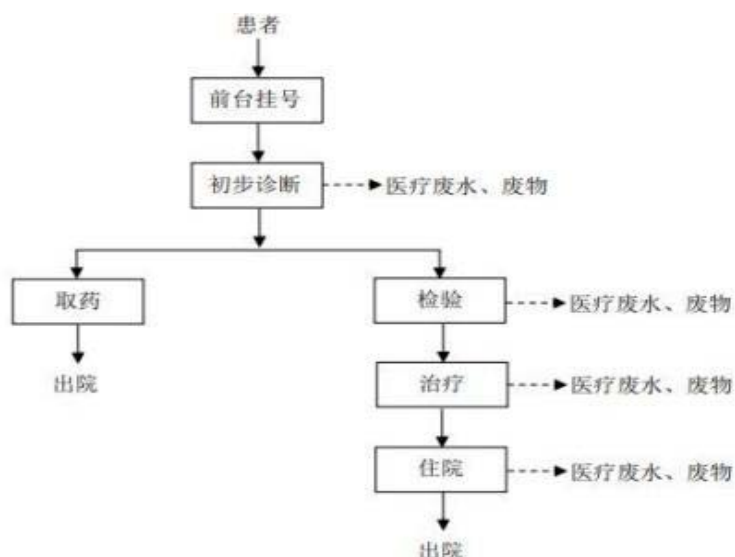 患者
前台挂号
初步诊断
医疗废水、废物
取药
检验
医疗废水、废物
出院
治疗
医疗废水、废物
住院
医疗废水、废物
出院